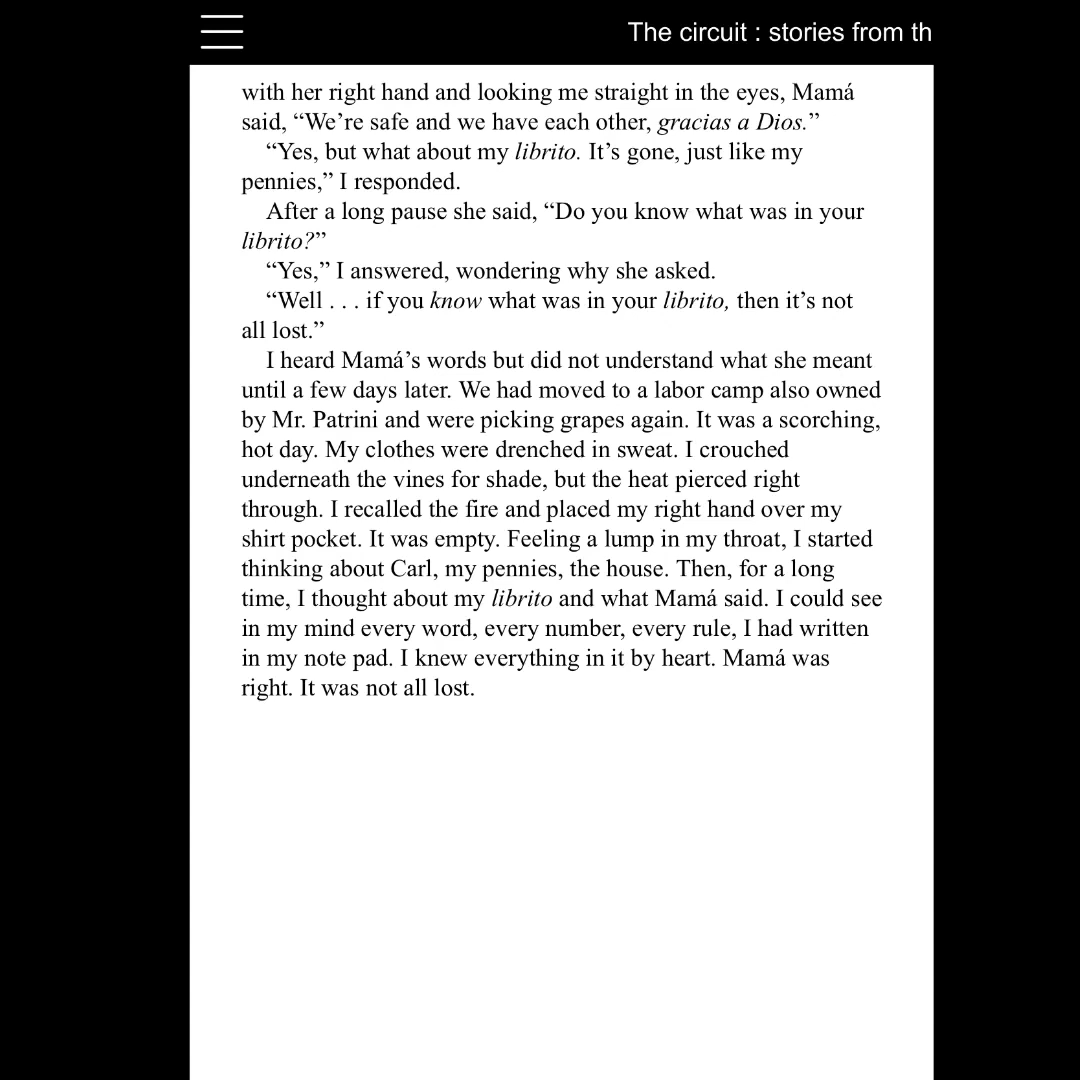 The circuit : stories from th
with her right hand and looking me straight in the eyes, Mamá
said, “We’re safe and we have each other, gracias a Dios.”
“Yes, but what about my librito. It’s gone, just like my
pennies,” I responded.
After a long pause she said, “Do you know what was in your
librito?”
“Yes,” I answered, wondering why she asked.
“Well . . . if you know what was in your librito, then it’s not
all lost.”
I heard Mamá’s words but did not understand what she meant
until a few days later. We had moved to a labor camp also owned
by Mr. Patrini and were picking grapes again. It was a scorching,
hot day. My clothes were drenched in sweat. I crouched
underneath the vines for shade, but the heat pierced right
through. I recalled the fire and placed my right hand over my
shirt pocket. It was empty. Feeling a lump in my throat, I started
thinking about Carl, my pennies, the house. Then, for a long
time, I thought about my librito and what Mamá said. I could see
in my mind every word, every number, every rule, I had written
in my note pad. I knew everything in it by heart. Mamá was
right. It was not all lost.